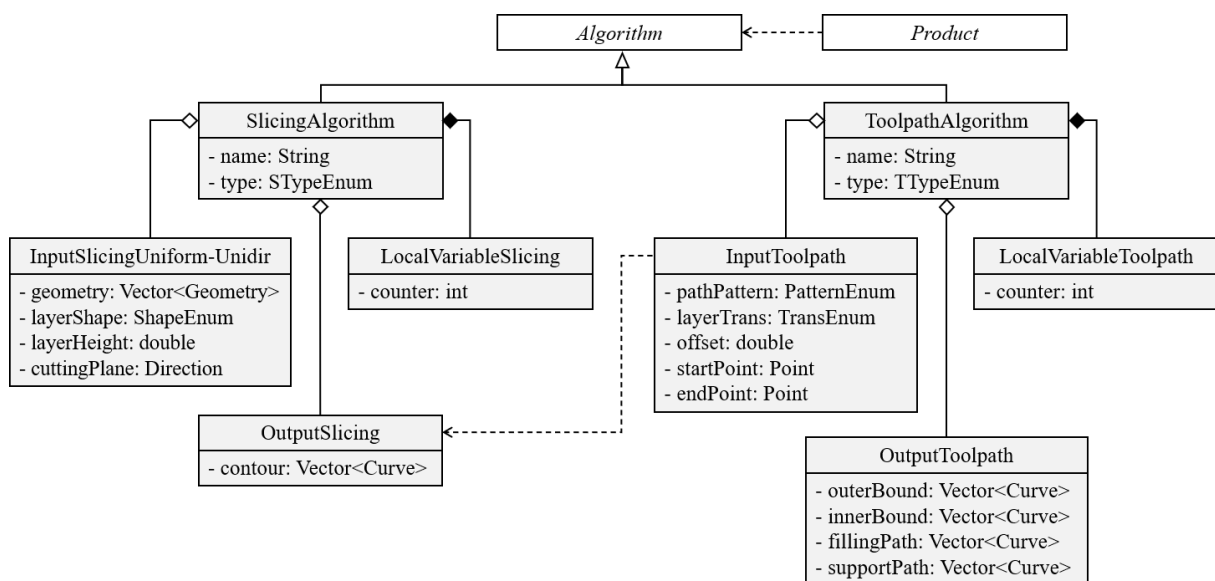 Algorithm
Product
SlicingAlgorithm
- name: String
- type: STypeEnum
ToolpathAlgorithm
- name: String
- type: TTypeEnum
InputSlicingUniform-Unidir
- geometry: Vector<Geometry>
- layerShape: ShapeEnum
- layerHeight: double
- cuttingPlane: Direction
LocalVariableSlicing
- counter: int
InputToolpath
- pathPattern: PatternEnum
- layerTrans: TransEnum
- offset: double
- startPoint: Point
- endPoint: Point
LocalVariableToolpath
- counter: int
OutputSlicing
- contour: Vector<Curve>
OutputToolpath
- outerBound: Vector<Curve>
- innerBound: Vector<Curve>
- fillingPath: Vector<Curve>
- supportPath: Vector<Curve>